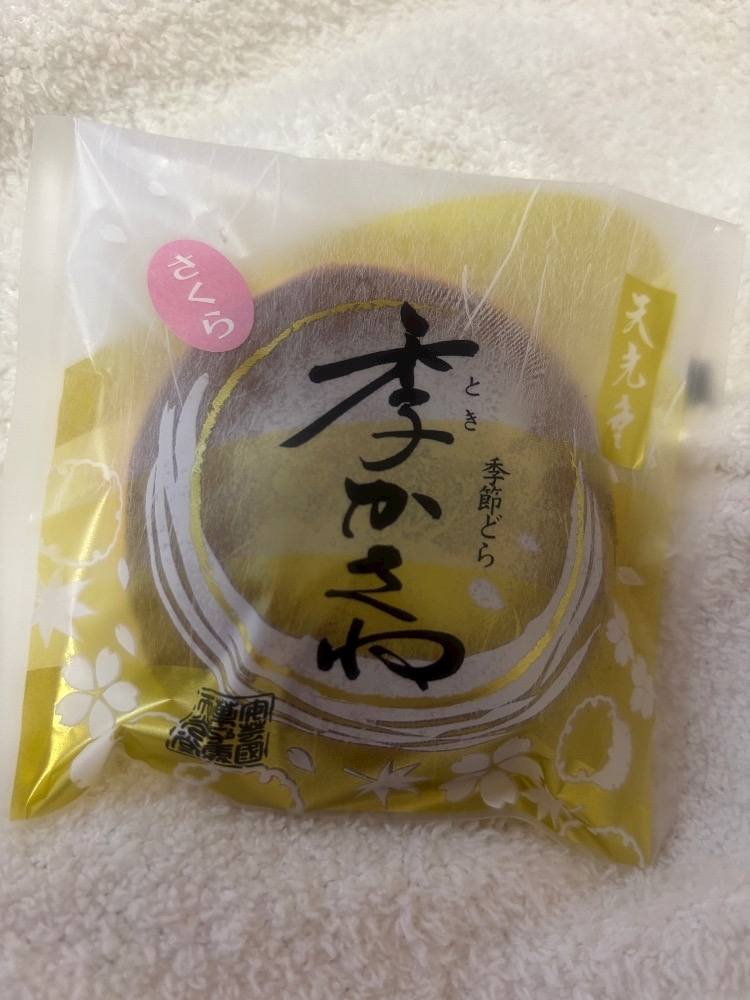 さくら
天光堂
季かさね
とき
季節どら